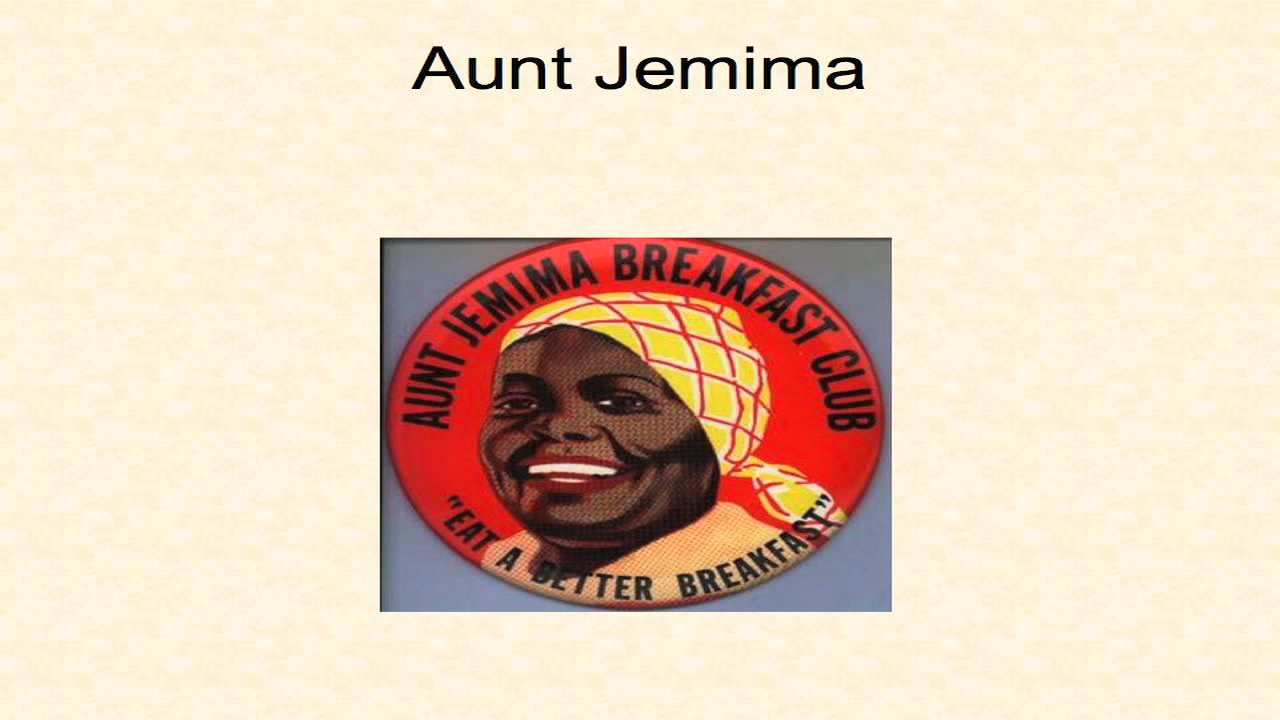 Aunt Jemima
AUNT JEMIMA BREAKFAST CLUB
"EAT A BETTER BREAKFAST"